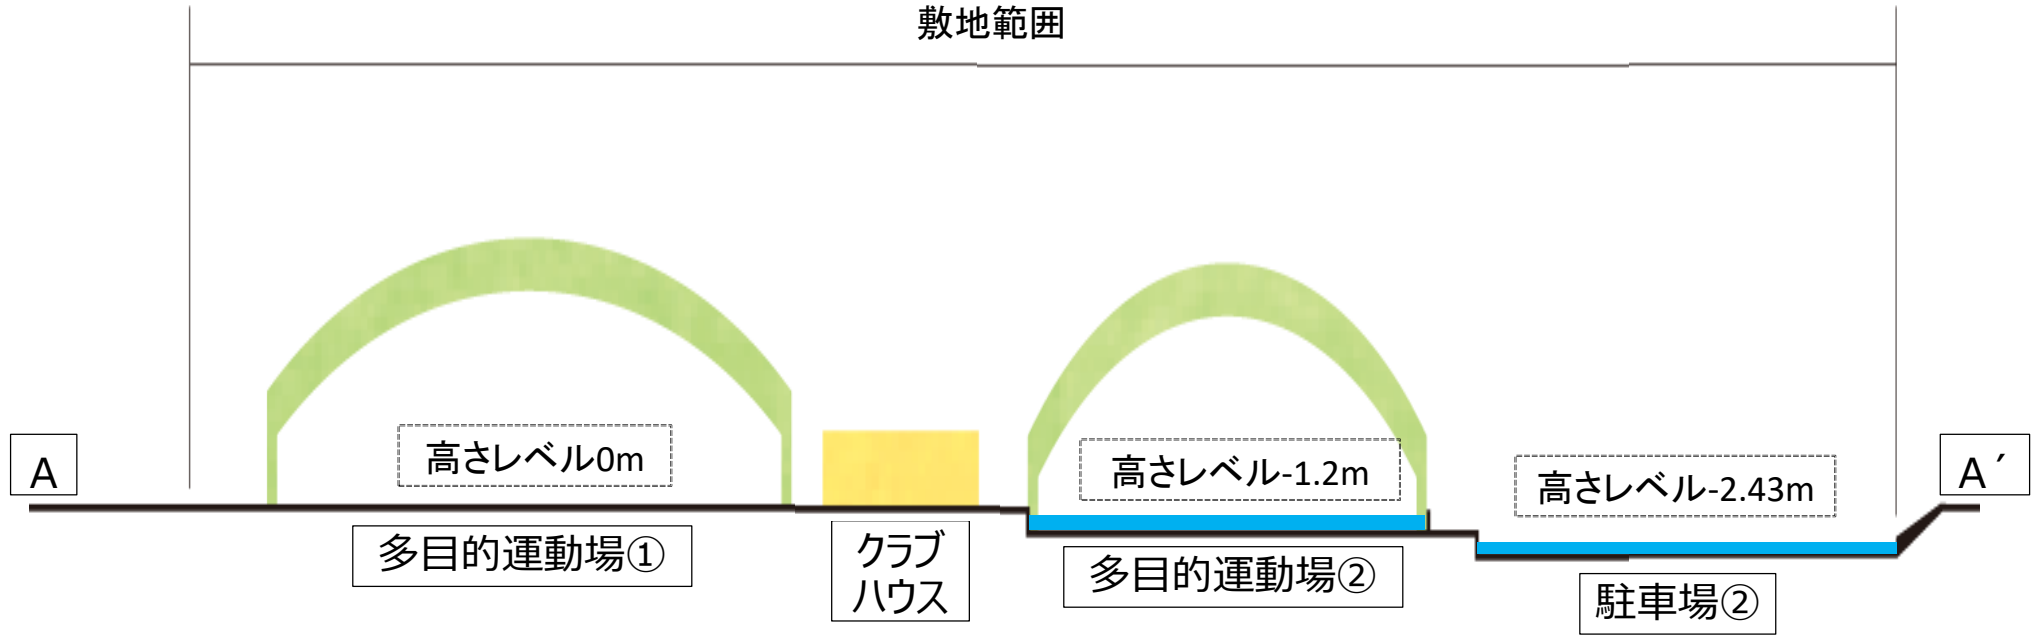 敷地範囲
A
高さレベル0m
高さレベル-1.2m
高さレベル-2.43m
A´
多目的運動場①
クラブ
ハウス
多目的運動場②
駐車場②